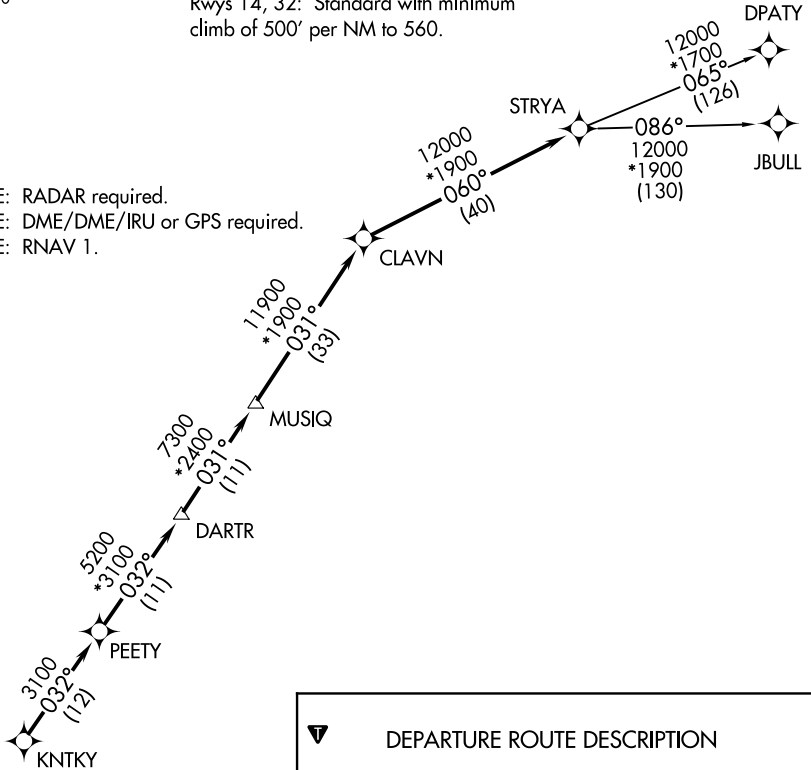 Rwys 14, 32: Standard with minimum
climb of 500' per NM to 560.
DPATY
12000
*1700
065°
(126)
STRYA
086°
12000
*1900
(130)
JBULL
12000
*1900
060°
(40)
E: RADAR required.
E: DME/DME/IRU or GPS required.
E: RNAV 1.
CLAVN
11900
*1900
031°
(33)
MUSIQ
7300
*2400
031°
(11)
DARTR
5200
*3100
032°
(11)
PEETY
3100
032°
(12)
KNTKY
T
DEPARTURE ROUTE DESCRIPTION